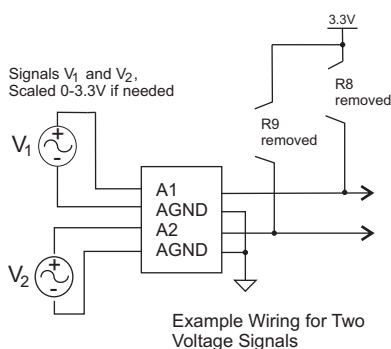 3.3V
Signals V1 and V2,
Scaled 0-3.3V if needed
R8
removed
R9
removed
V1
A1
AGND
A2
AGND
V2
Example Wiring for Two
Voltage Signals
+
-
+
-